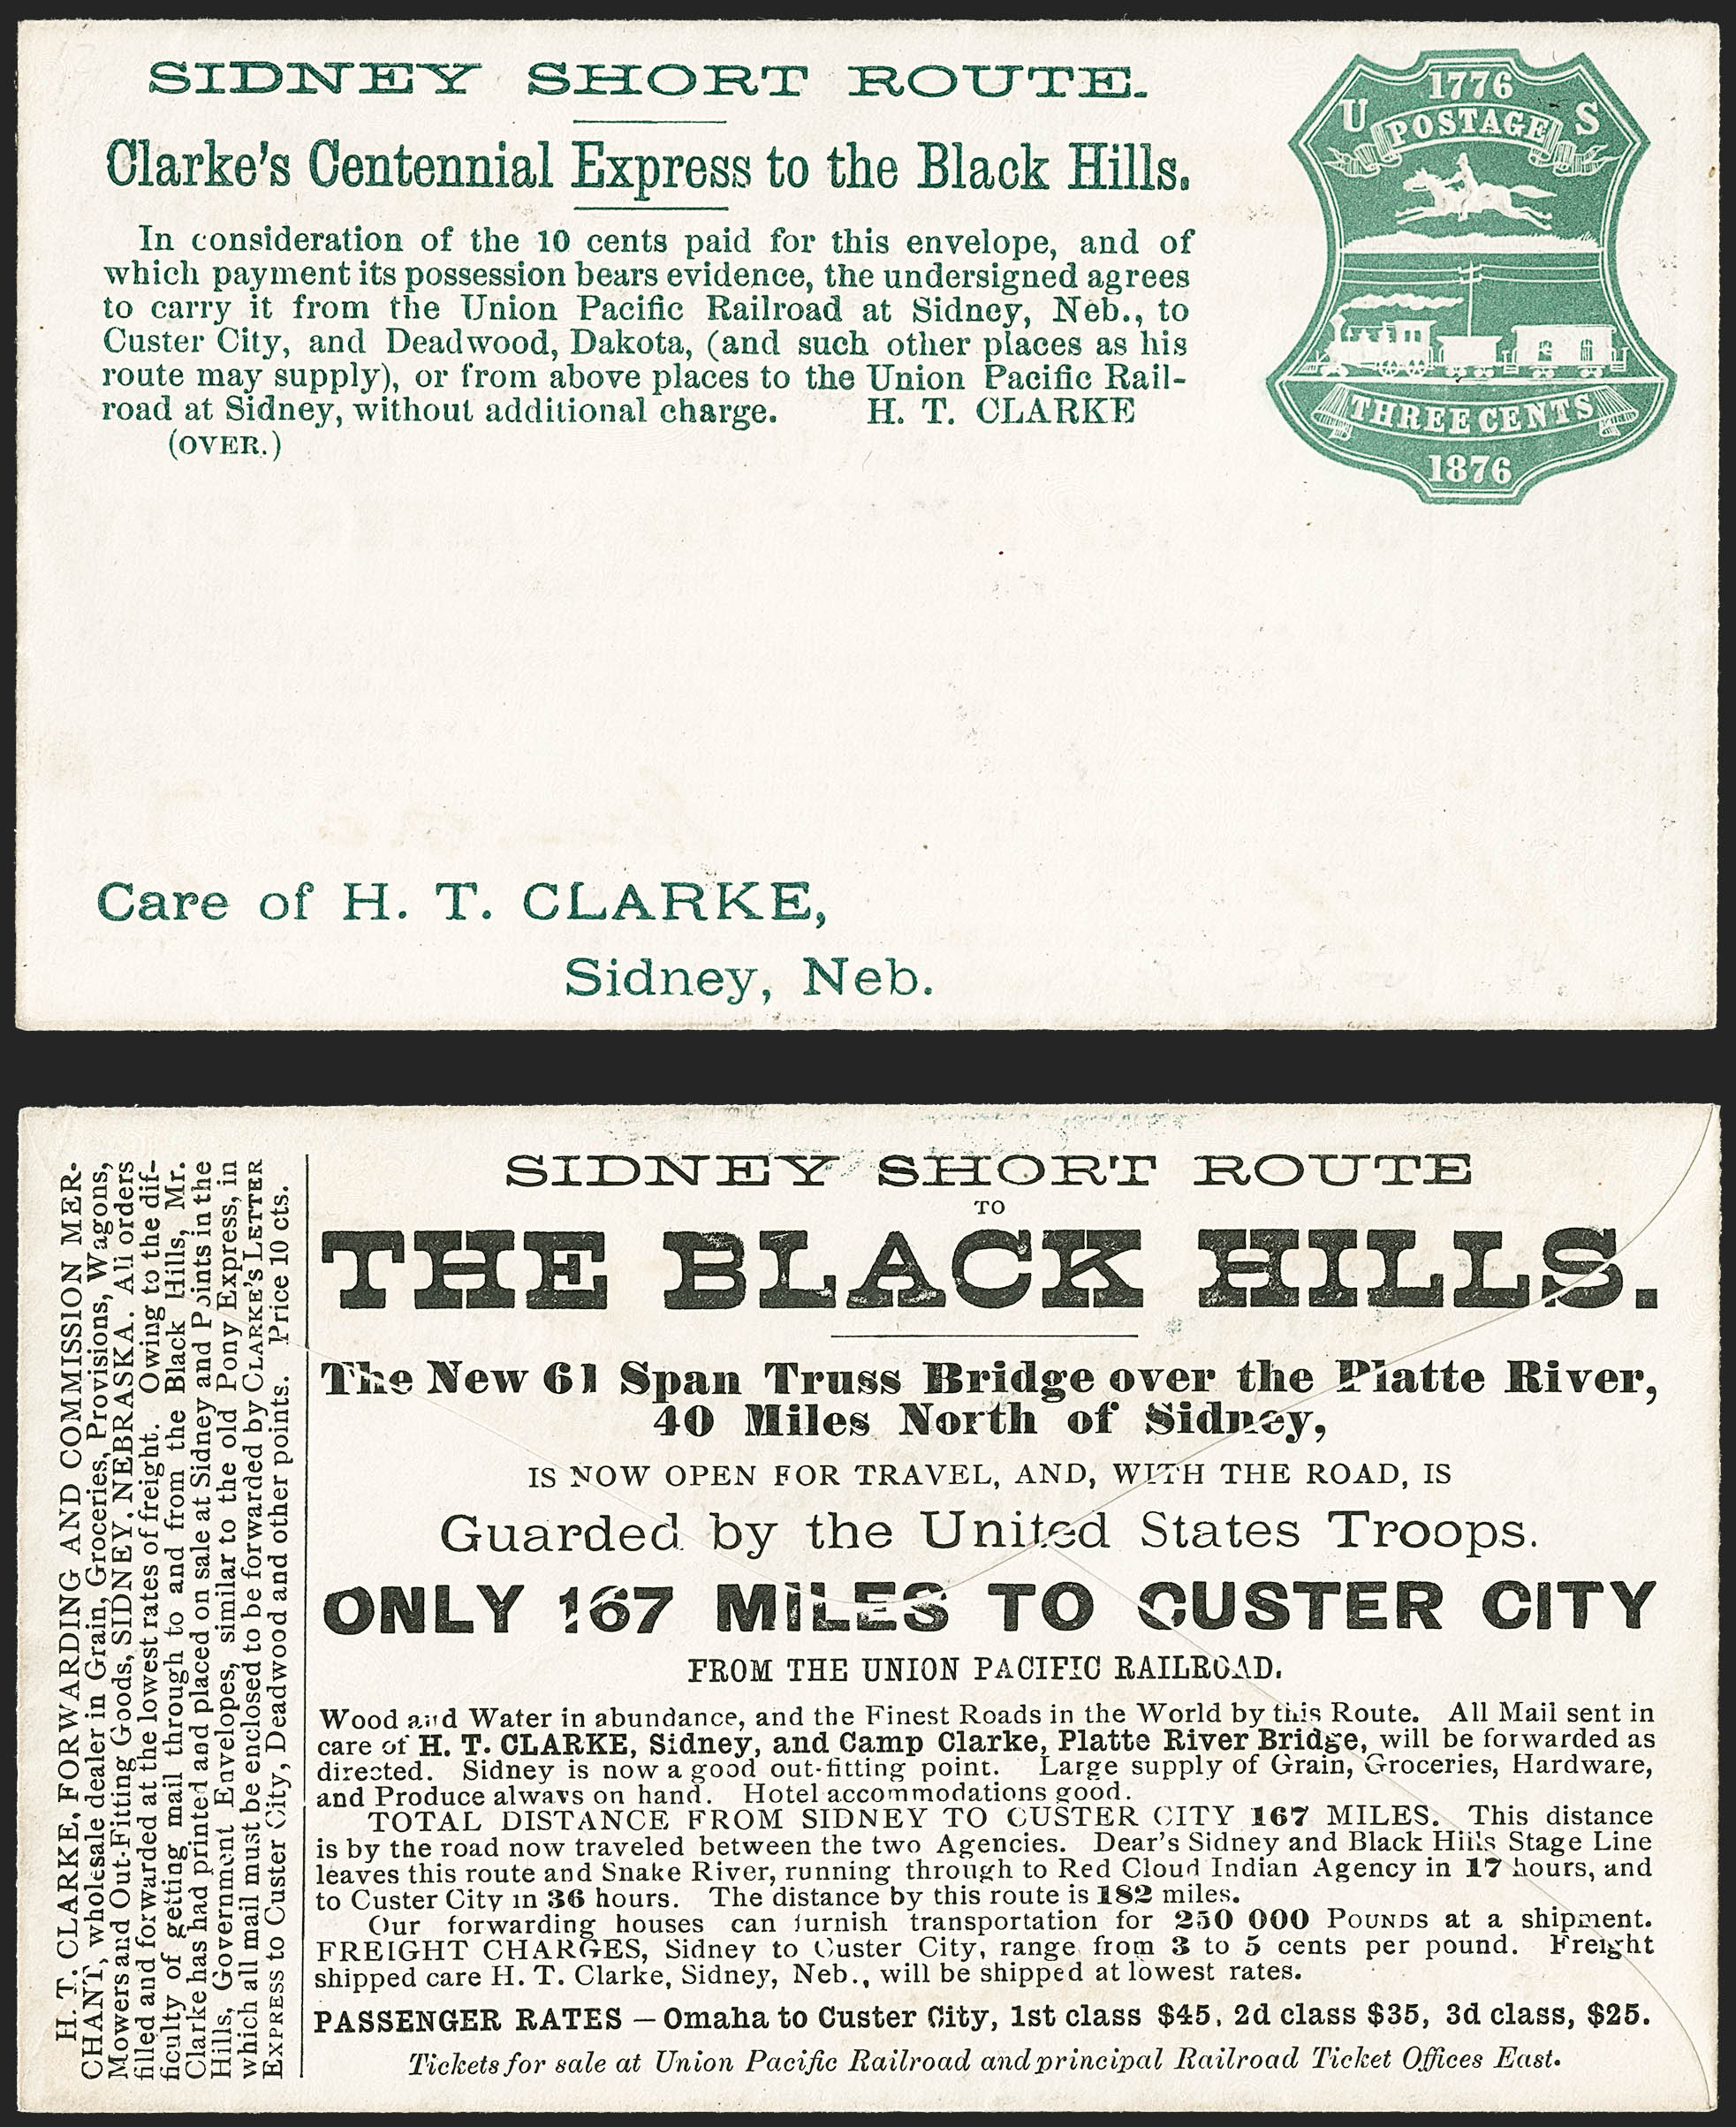 SIDNEY SHORT ROUTE.
Clarke's Centennial Express to the Black Hills.
In consideration of the 10 cents paid for this envelope, and of
which payment its possession bears evidence, the undersigned agrees
to carry it from the Union Pacific Railroad at Sidney, Neb., to
Custer City, and Deadwood, Dakota, (and such other places as his
route may supply), or from above places to the Union Pacific Rail-
road at Sidney, without additional charge. H. T. CLARKE
(OVER.)
1776
U POSTAGE S
THREE CENTS
1876
Care of H. T. CLARKE,
Sidney, Neb.
H. T. CLARKE, FORWARDING AND COMMISSION MER-
CHANT, wholesale dealer in Grain, Groceries, Provisions, Wagons,
Mowers and Out-Fitting Goods, SIDNEY, NEBRASKA. All orders
filled and forwarded at the lowest rates of freight. Owing to the dif-
ficulty of getting mail through to and from the Black Hills, Mr.
Clarke has had printed and placed on sale at Sidney and Points in the
Hills, Government Envelopes, similar to the old Pony Express, in
which all mail must be enclosed to be forwarded by CLARKE'S LETTER
EXPRESS to Custer City, Deadwood and other points. Price 10 cts.
SIDNEY SHORT ROUTE
TO
THE BLACK HILLS.
The New 61 Span Truss Bridge over the Platte River,
40 Miles North of Sidney,
IS NOW OPEN FOR TRAVEL, AND, WITH THE ROAD, IS
Guarded by the United States Troops.
ONLY 167 MILES TO CUSTER CITY
FROM THE UNION PACIFIC RAILROAD.
Wood and Water in abundance, and the Finest Roads in the World by this Route. All Mail sent in
care of H. T. CLARKE, Sidney, and Camp Clarke, Platte River Bridge, will be forwarded as
directed. Sidney is now a good out-fitting point. Large supply of Grain, Groceries, Hardware,
and Produce always on hand. Hotel accommodations good.
TOTAL DISTANCE FROM SIDNEY TO CUSTER CITY 167 MILES. This distance
is by the road now traveled between the two Agencies. Dear's Sidney and Black Hills Stage Line
leaves this route and Snake River, running through to Red Cloud Indian Agency in 17 hours, and
to Custer City in 36 hours. The distance by this route is 182 miles.
Our forwarding houses can furnish transportation for 250 000 POUNDS at a shipment.
FREIGHT CHARGES, Sidney to Custer City, range from 3 to 5 cents per pound. Freight
shipped care H. T. Clarke, Sidney, Neb., will be shipped at lowest rates.
PASSENGER RATES — Omaha to Custer City, 1st class $45, 2d class $35, 3d class, $25.
Tickets for sale at Union Pacific Railroad and principal Railroad Ticket Offices East.